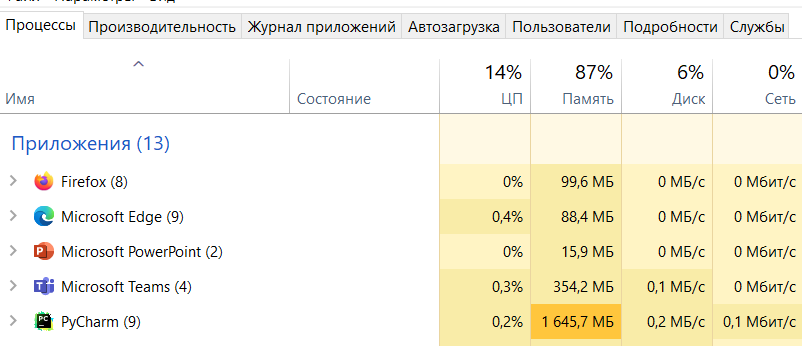 Процессы Производительность Журнал приложений Автозагрузка Пользователи Подробности Службы
14% 87% 6% 0%
Имя Состояние ЦП Память Диск Сеть
Приложения (13)
Firefox (8) 0% 99,6 МБ 0 МБ/с 0 Мбит/с
Microsoft Edge (9) 0,4% 88,4 МБ 0 МБ/с 0 Мбит/с
Microsoft PowerPoint (2) 0% 15,9 МБ 0 МБ/с 0 Мбит/с
Microsoft Teams (4) 0,3% 354,2 МБ 0,1 МБ/с 0 Мбит/с
PyCharm (9) 0,2% 1 645,7 МБ 0,2 МБ/с 0,1 Мбит/с